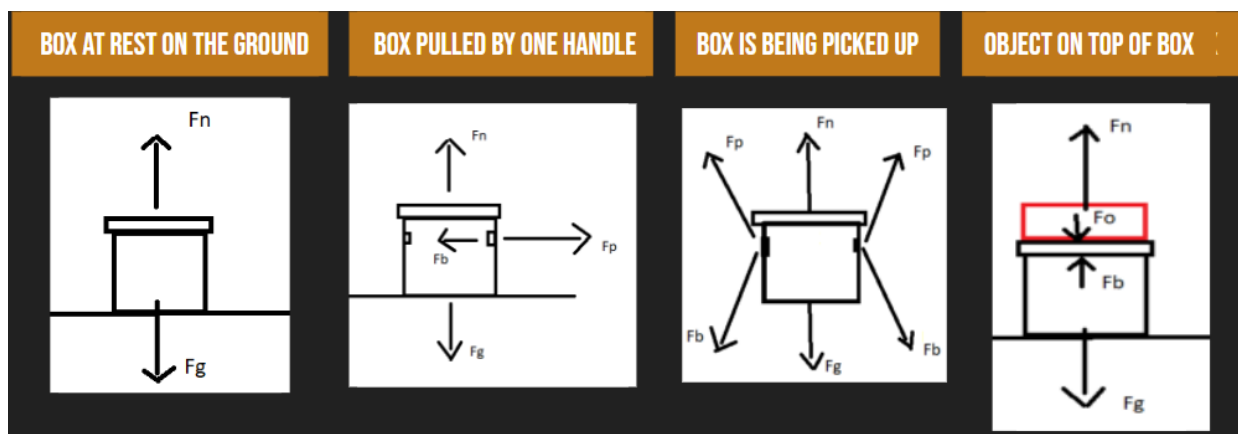 BOX AT REST ON THE GROUND
BOX PULLED BY ONE HANDLE
BOX IS BEING PICKED UP
OBJECT ON TOP OF BOX
Fn
Fg
Fn
Fb
Fp
Fg
Fp
Fn
Fp
Fb
Fg
Fb
Fn
Fo
Fb
Fg